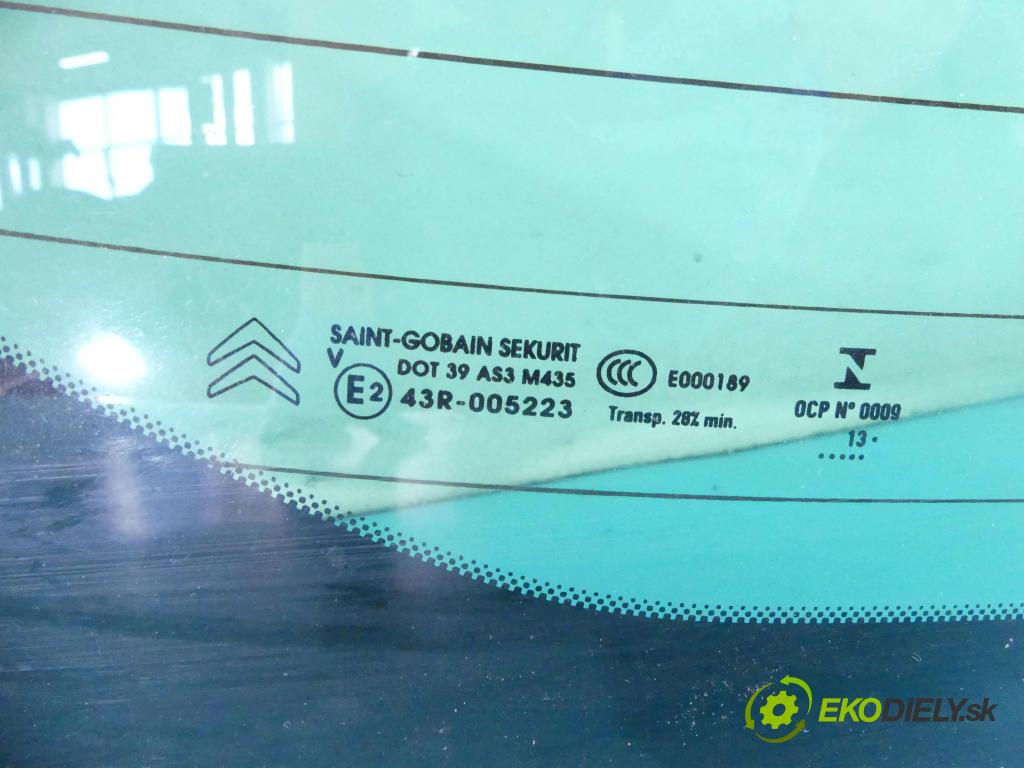 SAINT-GOBAIN SEKURIT
V
DOT 39 AS3 M435
E2
43R-005223
CCC
E000189
Transp. 28% min.
N
OCP N° 0009
13 .
.....
EKODIELY.sk